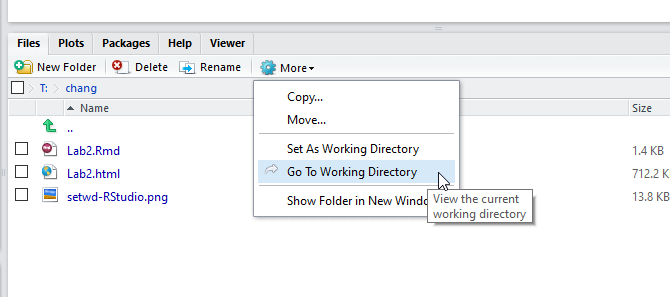 Files Plots Packages Help Viewer
New Folder Delete Rename More
T: chang
Name Size
Copy...
Move...
Set As Working Directory
Go To Working Directory
Show Folder in New
View the current
working directory
..
Lab2.Rmd 1.4 KB
Lab2.html 712.2
setwd-RStudio.png 13.8 KB